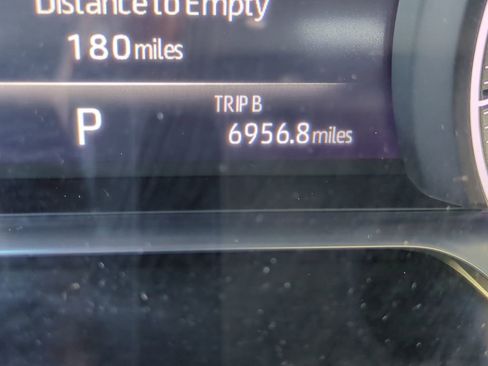 Distance to Empty
180 miles
TRIP B
P
6956.8 miles